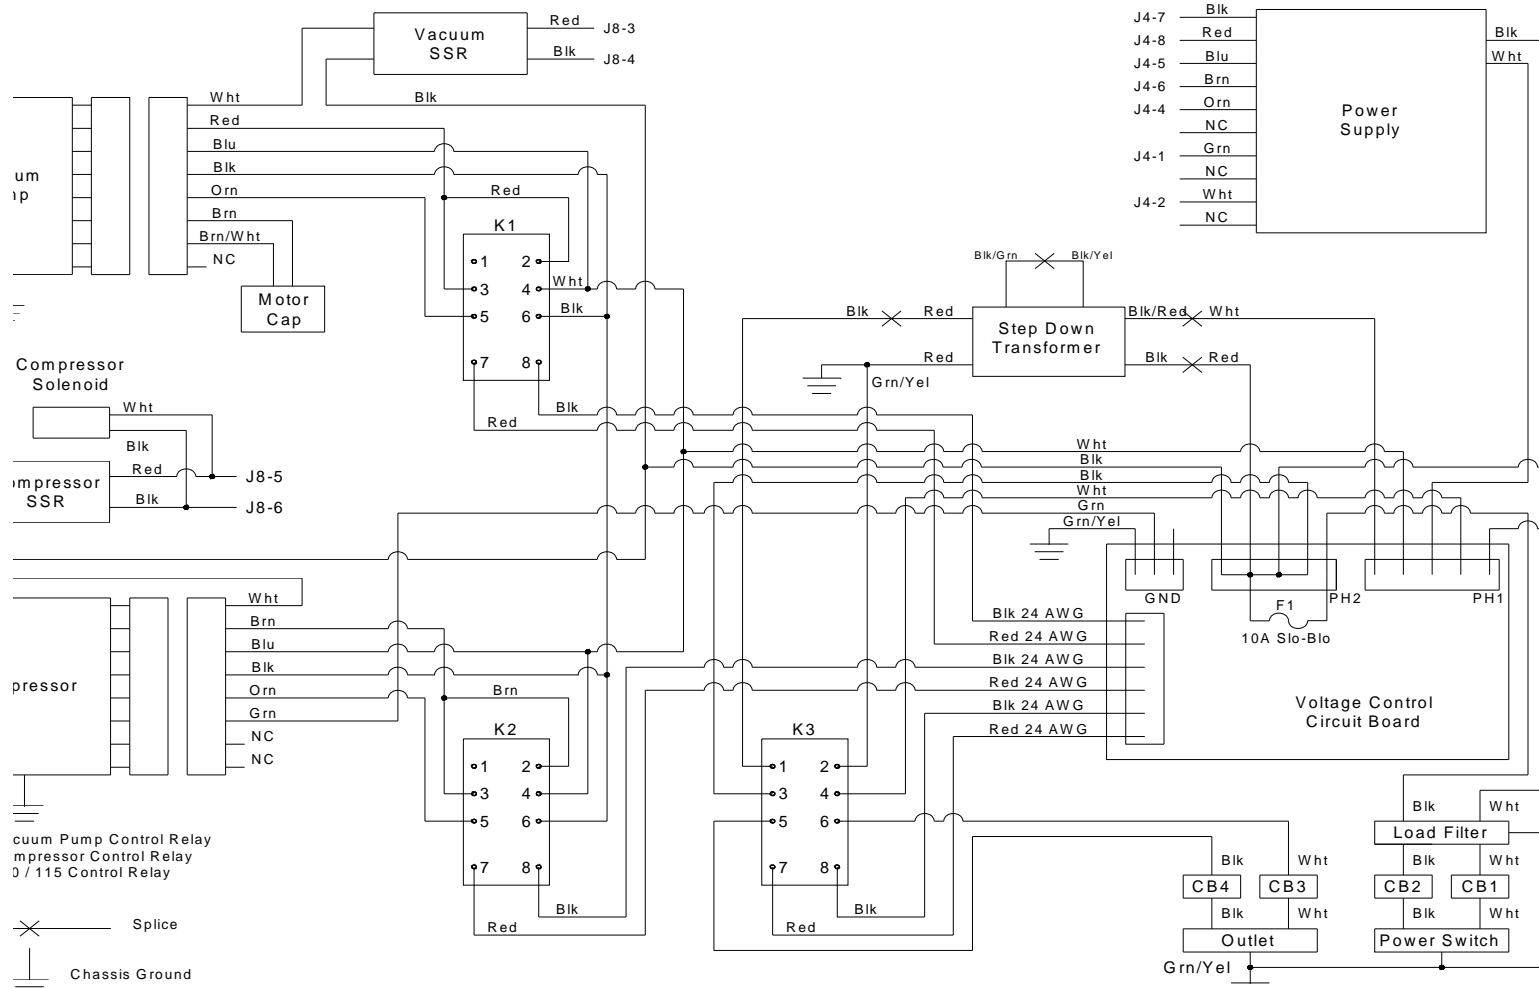 Vacuum
SSR
Red
J8-3
Blk
J8-4
J4-7
Blk
J4-8
Red
J4-5
Blu
J4-6
Brn
J4-4
Orn
NC
J4-1
Grn
NC
J4-2
Wht
NC
Power
Supply
Blk
Wht
Wht
Blk
Red
Blu
Blk
Orn
Brn
Brn/Wht
NC
Motor
Cap
um
Red
K1
1
2
3
4
5
6
7
8
Wht
Blk
Blk
Red
Blk/Grn
Blk/Yel
Blk
Red
Step Down
Transformer
Blk/Red
Wht
Red
Grn/Yel
Blk
Red
Compressor
Solenoid
Wht
Blk
Red
J8-5
ompressor
SSR
Blk
J8-6
Wht
Blk
Blk
Wht
Grn
Grn/Yel
GND
F1
PH2
PH1
10A Slo-Blo
Blk 24 AWG
Red 24 AWG
Blk 24 AWG
Red 24 AWG
Blk 24 AWG
Red 24 AWG
Voltage Control
Circuit Board
Wht
Brn
Blu
Blk
Orn
Grn
NC
NC
pressor
Brn
K2
1
2
3
4
5
6
7
8
Blk
Red
K3
1
2
3
4
5
6
7
8
Blk
Red
Blk
Wht
Load Filter
Blk
Wht
Blk
Wht
CB4
CB3
CB2
CB1
Blk
Wht
Blk
Wht
Outlet
Power Switch
Grn/Yel
cuum Pump Control Relay
mpressor Control Relay
0 / 115 Control Relay
Splice
Chassis Ground